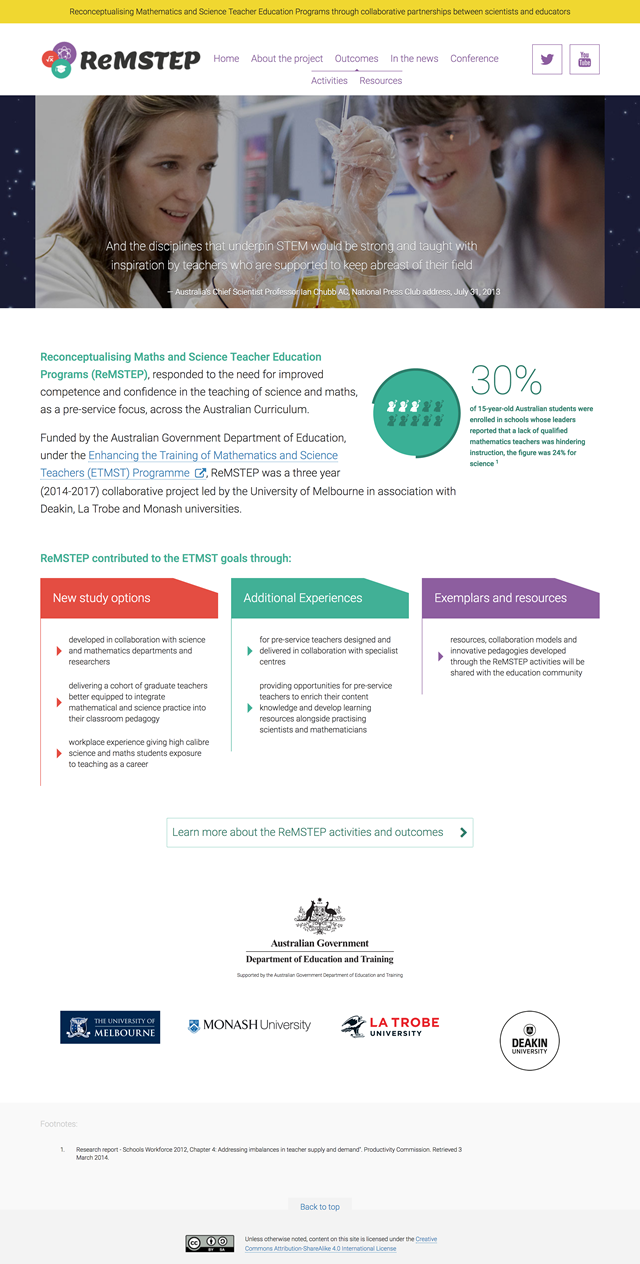 Reconceptualising Mathematics and Science Teacher Education Programs through collaborative partnerships between scientists and educators
ReMSTEP
Home
About the project
Outcomes
In the news
Conference
You
Tube
Activities
Resources
And the disciplines that underpin STEM would be strong and taught with
inspiration by teachers who are supported to keep abreast of their field
— Australia's Chief Scientist Professor Ian Chubb AC, National Press Club address, July 31, 2013
Reconceptualising Maths and Science Teacher Education
Programs (ReMSTEP), responded to the need for improved
competence and confidence in the teaching of science and maths,
as a pre-service focus, across the Australian Curriculum.
Funded by the Australian Government Department of Education,
under the Enhancing the Training of Mathematics and Science
Teachers (ETMST) Programme , ReMSTEP was a three year
(2014-2017) collaborative project led by the University of Melbourne in association with
Deakin, La Trobe and Monash universities.
30%
of 15-year-old Australian students were
enrolled in schools whose leaders
reported that a lack of qualified
mathematics teachers was hindering
instruction, the figure was 24% for
science 1
ReMSTEP contributed to the ETMST goals through:
New study options
developed in collaboration with science
and mathematics departments and
researchers
delivering a cohort of graduate teachers
better equipped to integrate
mathematical and science practice into
their classroom pedagogy
workplace experience giving high calibre
science and maths students exposure
to teaching as a career
Additional Experiences
for pre-service teachers designed and
delivered in collaboration with specialist
centres
providing opportunities for pre-service
teachers to enrich their content
knowledge and develop learning
resources alongside practising
scientists and mathematicians
Exemplars and resources
resources, collaboration models and
innovative pedagogies developed
through the ReMSTEP activities will be
shared with the education community
Learn more about the ReMSTEP activities and outcomes
Australian Government
Department of Education and Training
Supported by the Australian Government Department of Education and Training
THE UNIVERSITY OF
MELBOURNE
MONASH University
LA TROBE
UNIVERSITY
DEAKIN
UNIVERSITY
Footnotes:
1. Research report - Schools Workforce 2012, Chapter 4: Addressing imbalances in teacher supply and demand". Productivity Commission. Retrieved 3
March 2014.
Back to top
cc
BY SA
Unless otherwise noted, content on this site is licensed under the Creative
Commons Attribution-ShareAlike 4.0 International License